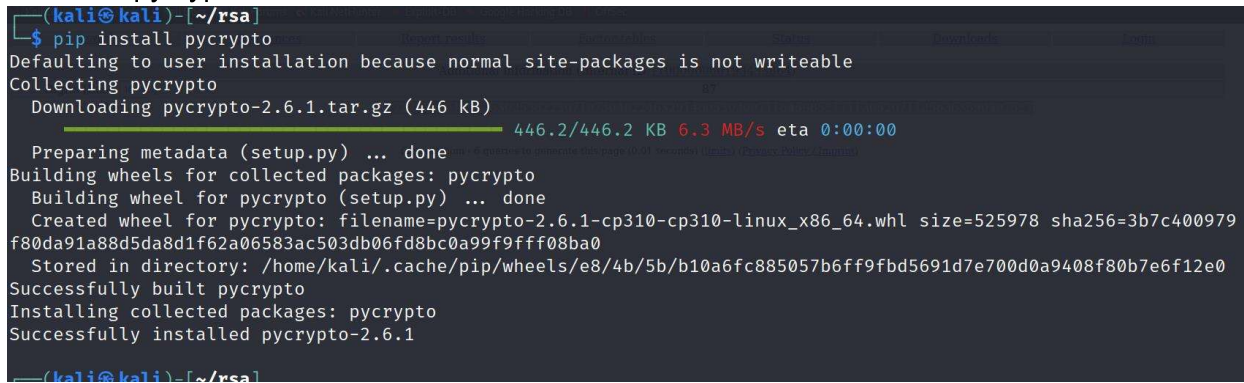 ┌──(kali㉿kali)-[~/rsa]
└─$ pip install pycrypto
Defaulting to user installation because normal site-packages is not writeable
Collecting pycrypto
  Downloading pycrypto-2.6.1.tar.gz (446 kB)
     ━━━━━━━━━━━━━━━━━━━━━━━━━━━━━━━━━━━━━━━━ 446.2/446.2 KB 6.3 MB/s eta 0:00:00
  Preparing metadata (setup.py) ... done
Building wheels for collected packages: pycrypto
  Building wheel for pycrypto (setup.py) ... done
  Created wheel for pycrypto: filename=pycrypto-2.6.1-cp310-cp310-linux_x86_64.whl size=525978 sha256=3b7c400979
f80da91a88d5da8d1f62a06583ac503db06fd8bc0a99f9fff08ba0
  Stored in directory: /home/kali/.cache/pip/wheels/e8/4b/5b/b10a6fc885057b6ff9fbd5691d7e700d0a9408f80b7e6f12e0
Successfully built pycrypto
Installing collected packages: pycrypto
Successfully installed pycrypto-2.6.1
┌──(kali㉿kali)-[~/rsa]